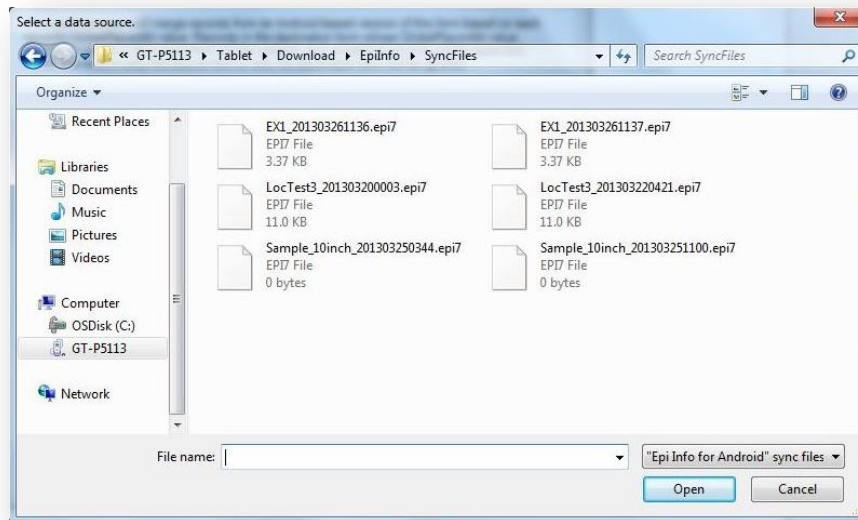 Select a data source.
« GT-P5113 ▸ Tablet ▸ Download ▸ EpiInfo ▸ SyncFiles
Search SyncFiles
Organize
Recent Places
Libraries
Documents
Music
Pictures
Videos
Computer
OSDisk (C:)
GT-P5113
Network
EX1_201303261136.epi7
EPI7 File
3.37 KB
EX1_201303261137.epi7
EPI7 File
3.37 KB
LocTest3_201303200003.epi7
EPI7 File
11.0 KB
LocTest3_201303220421.epi7
EPI7 File
11.0 KB
Sample_10inch_201303250344.epi7
EPI7 File
0 bytes
Sample_10inch_201303251100.epi7
EPI7 File
0 bytes
File name:
"Epi Info for Android" sync files
Open
Cancel